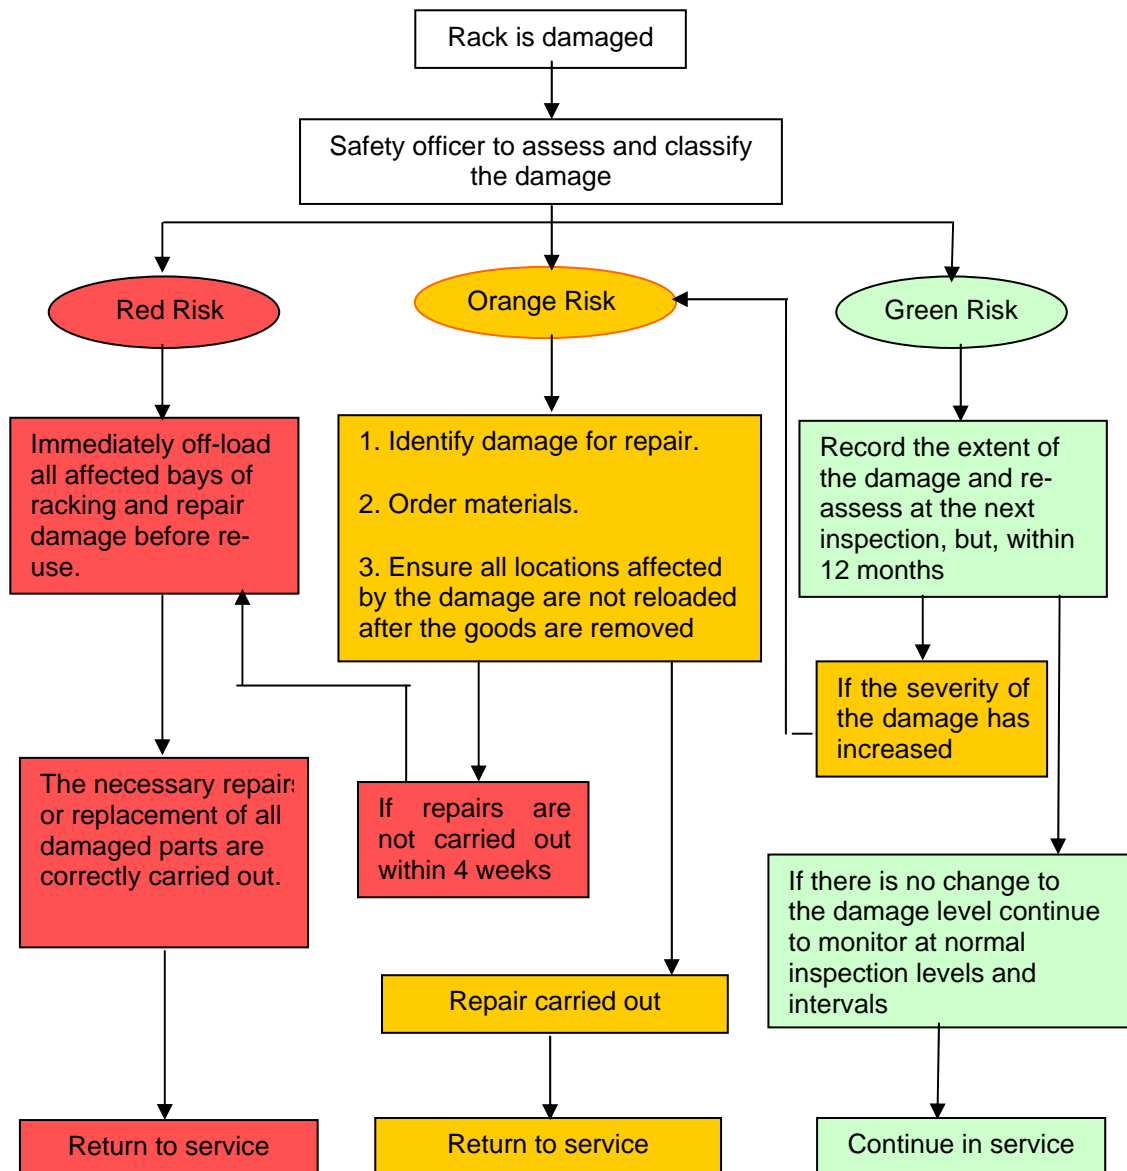 Rack is damaged
Safety officer to assess and classify
the damage
Red Risk
Orange Risk
Green Risk
Immediately off-load
all affected bays of
racking and repair
damage before re-
use.
1. Identify damage for repair.
2. Order materials.
3. Ensure all locations affected
by the damage are not reloaded
after the goods are removed
Record the extent of
the damage and re-
assess at the next
inspection, but, within
12 months
If the severity of
the damage has
increased
The necessary repairs
or replacement of all
damaged parts are
correctly carried out.
If repairs are
not carried out
within 4 weeks
If there is no change to
the damage level continue
to monitor at normal
inspection levels and
intervals
Repair carried out
Return to service
Return to service
Continue in service